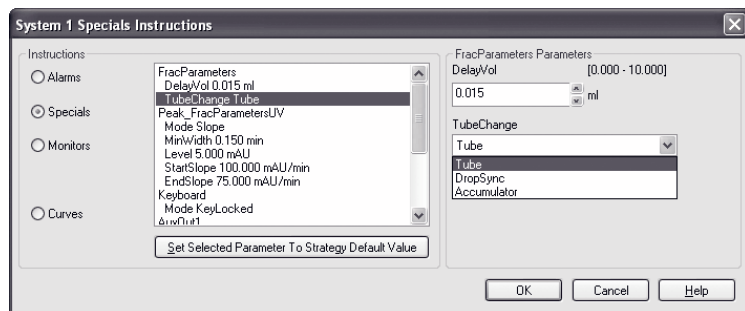 System 1 Specials Instructions
Instructions
Alarms
Specials
Monitors
Curves
FracParameters
DelayVol 0.015 ml
TubeChange Tube
Peak_FracParametersUV
Mode Slope
MinWidth 0.150 min
Level 5.000 mAU
StartSlope 100.000 mAU/min
EndSlope 75.000 mAU/min
Keyboard
Mode KeyLocked
AuxOut1
Set Selected Parameter To Strategy Default Value
FracParameters Parameters
DelayVol [0.000 - 10.000]
0.015 ml
TubeChange
Tube
Tube
DropSync
Accumulator
OK Cancel Help